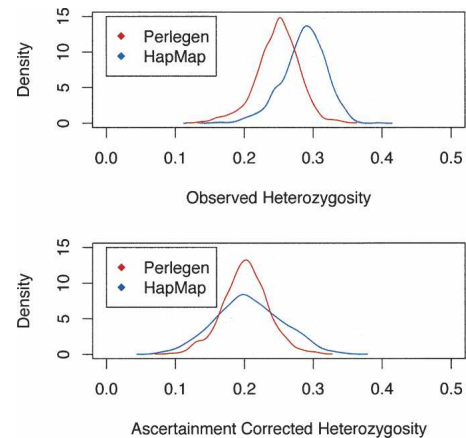 15
10
5
0
Density
Perlegen
HapMap
0.0 0.1 0.2 0.3 0.4 0.5
Observed Heterozygosity
15
10
5
0
Density
Perlegen
HapMap
0.0 0.1 0.2 0.3 0.4 0.5
Ascertainment Corrected Heterozygosity